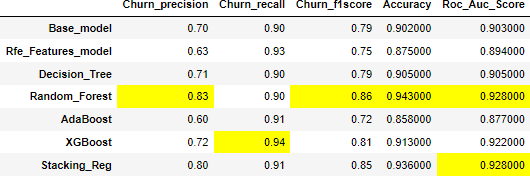 Churn_precision Churn_recall Churn_f1score Accuracy Roc_Auc_Score
Base_model 0.70 0.90 0.79 0.902000 0.903000
Rfe_Features_model 0.63 0.93 0.75 0.875000 0.894000
Decision_Tree 0.71 0.90 0.79 0.905000 0.905000
Random_Forest 0.83 0.90 0.86 0.943000 0.928000
AdaBoost 0.60 0.91 0.72 0.858000 0.877000
XGBoost 0.72 0.94 0.81 0.913000 0.922000
Stacking_Reg 0.80 0.91 0.85 0.936000 0.928000